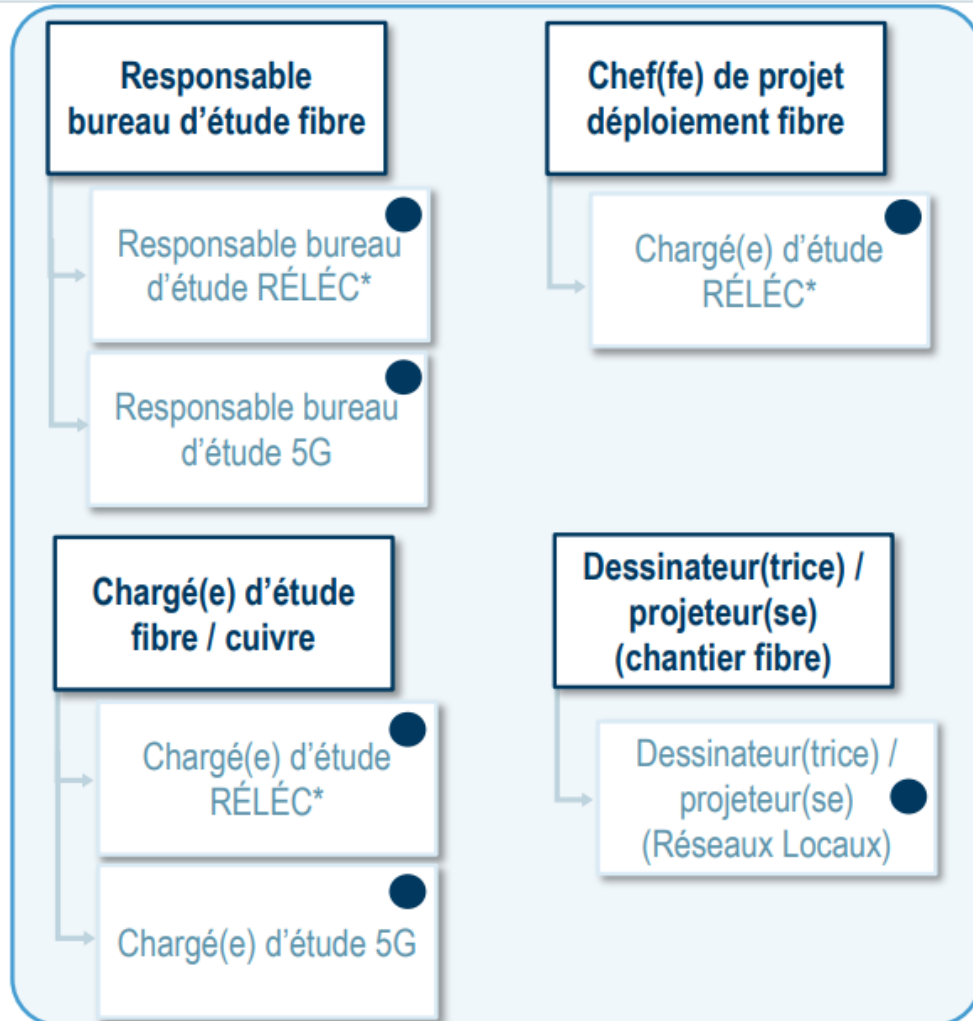 Responsable
bureau d'étude fibre
Responsable bureau
d'étude RÉLÉC*
Responsable bureau
d'étude 5G
Chef(fe) de projet
déploiement fibre
Chargé(e) d'étude
RÉLÉC*
Chargé(e) d'étude
fibre / cuivre
Chargé(e) d'étude
RÉLÉC*
Chargé(e) d'étude 5G
Dessinateur(trice) /
projeteur(se)
(chantier fibre)
Dessinateur(trice) /
projeteur(se)
(Réseaux Locaux)